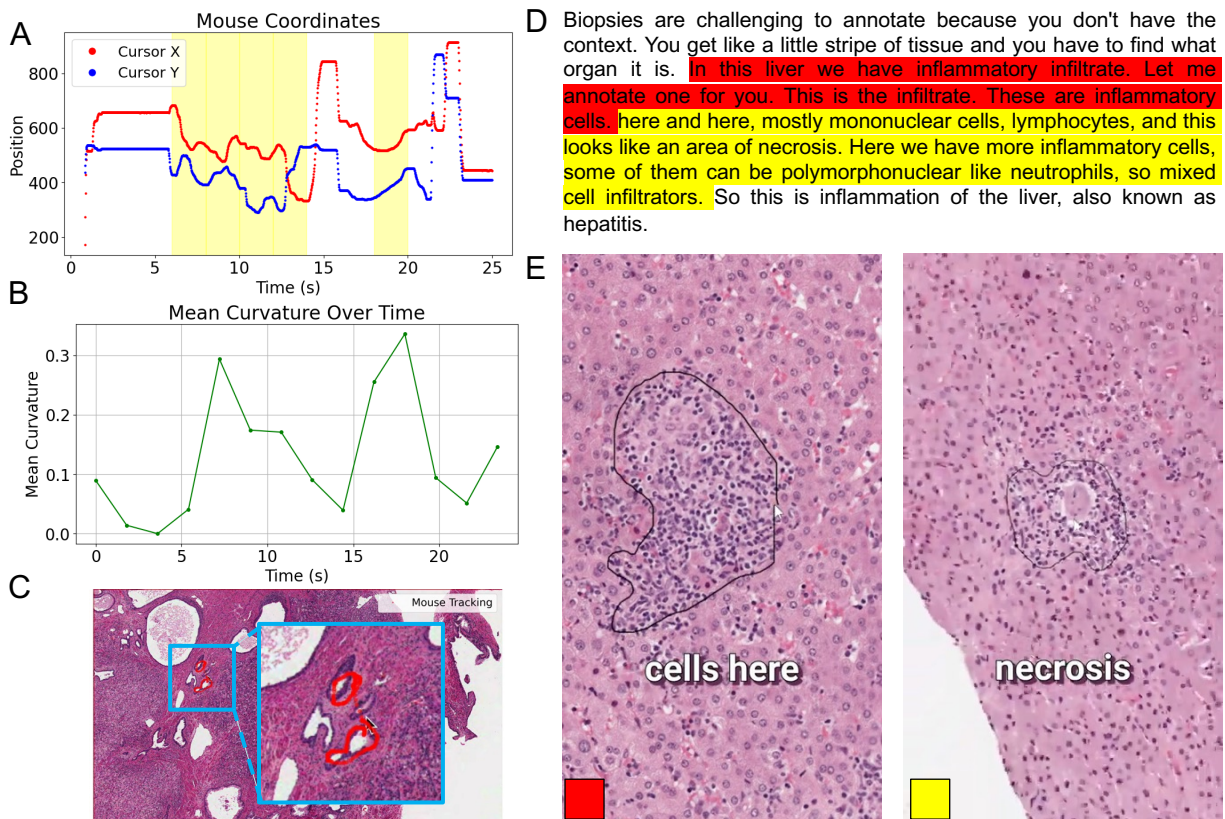 A
Mouse Coordinates
Cursor X
Cursor Y
800
600
400
200
Position
0
5
10
15
20
25
Time (s)
B
Mean Curvature Over Time
0.3
0.2
0.1
0.0
Mean Curvature
0
5
10
15
20
Time (s)
C
Mouse Tracking
D
Biopsies are challenging to annotate because you don't have the
context. You get like a little stripe of tissue and you have to find what
organ it is. In this liver we have inflammatory infiltrate. Let me
annotate one for you. This is the infiltrate. These are inflammatory
cells. here and here, mostly mononuclear cells, lymphocytes, and this
looks like an area of necrosis. Here we have more inflammatory cells,
some of them can be polymorphonuclear like neutrophils, so mixed
cell infiltrators. So this is inflammation of the liver, also known as
hepatitis.
E
cells here
necrosis